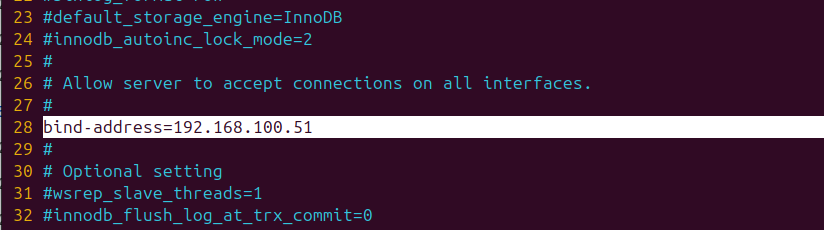 23 #default_storage_engine=InnoDB
24 #innodb_autoinc_lock_mode=2
25 #
26 # Allow server to accept connections on all interfaces.
27 #
28 bind-address=192.168.100.51
29 #
30 # Optional setting
31 #wsrep_slave_threads=1
32 #innodb_flush_log_at_trx_commit=0